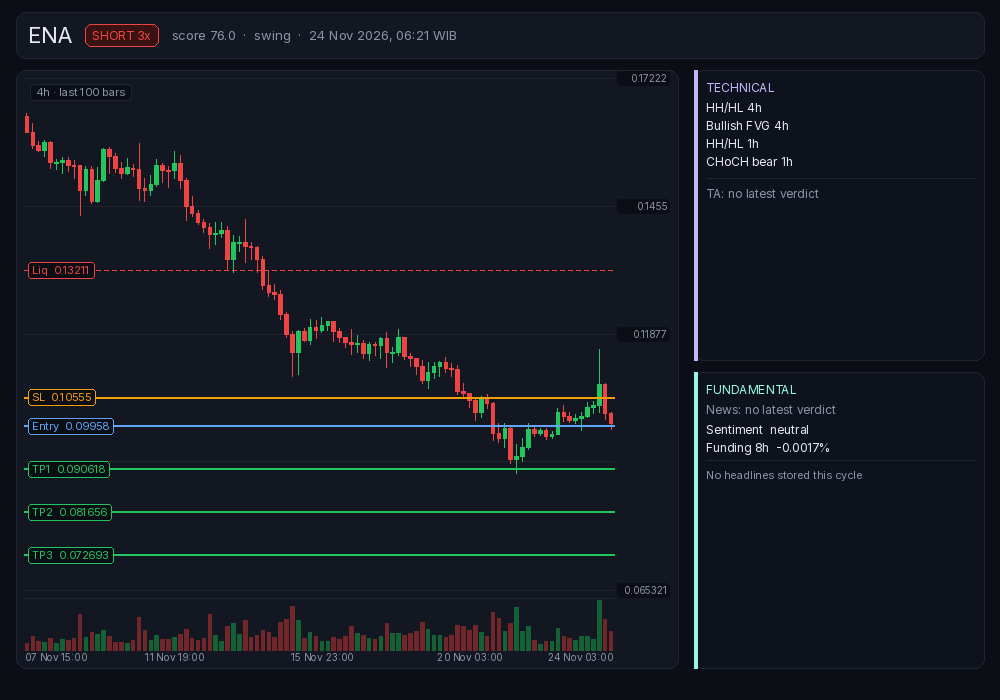 ENA SHORT 3x score 76.0 · swing · 24 Nov 2026, 06:21 WIB
4h · last 100 bars
0.17222
0.1455
Liq 0.13211
0.11877
SL 0.10555
Entry 0.09958
TP1 0.090618
TP2 0.081656
TP3 0.072693
0.065321
07 Nov 15:00 11 Nov 19:00 15 Nov 23:00 20 Nov 03:00 24 Nov 03:00
TECHNICAL
HH/HL 4h
Bullish FVG 4h
HH/HL 1h
CHoCH bear 1h
TA: no latest verdict
FUNDAMENTAL
News: no latest verdict
Sentiment neutral
Funding 8h -0.0017%
No headlines stored this cycle